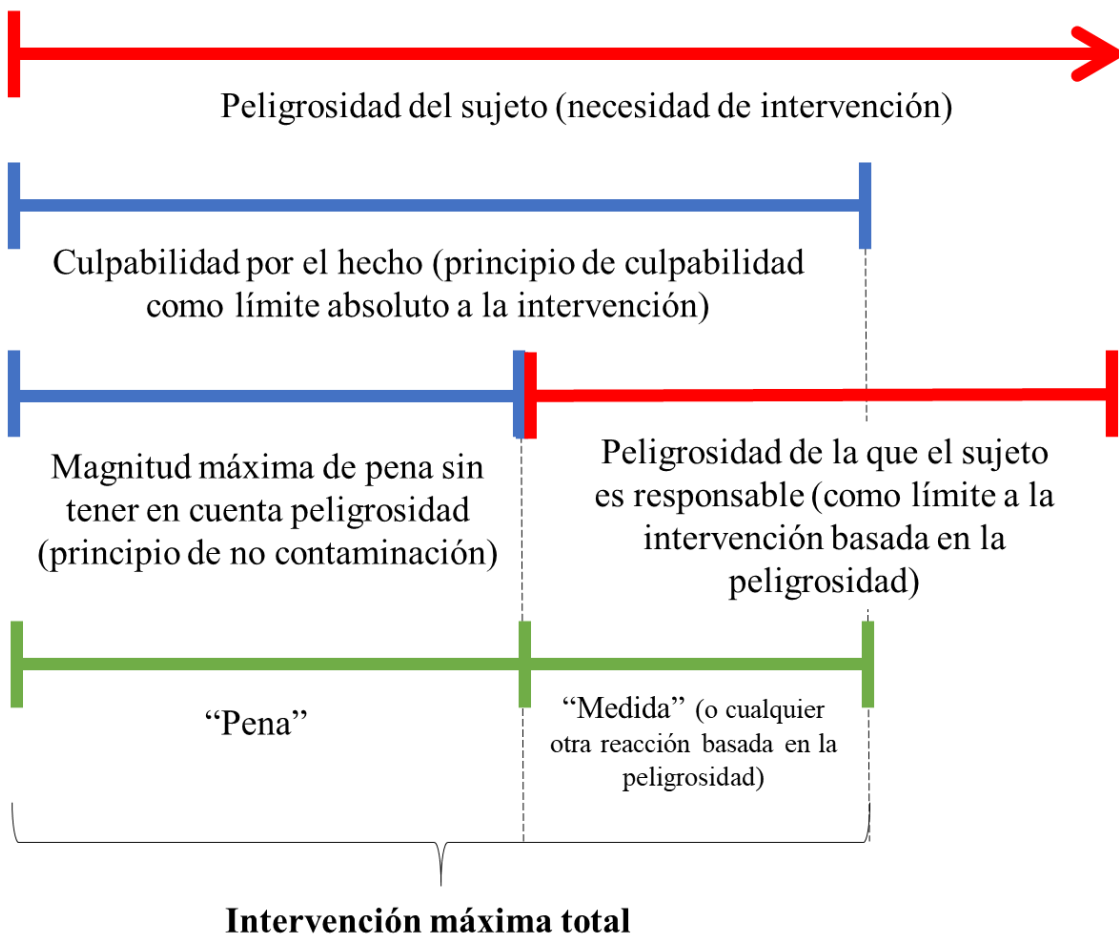 Peligrosidad del sujeto (necesidad de intervención)
Culpabilidad por el hecho (principio de culpabilidad
como límite absoluto a la intervención)
Magnitud máxima de pena sin
tener en cuenta peligrosidad
(principio de no contaminación)
Peligrosidad de la que el sujeto
es responsable (como límite a la
intervención basada en la
peligrosidad)
“Pena”
“Medida” (o cualquier
otra reacción basada en la
peligrosidad)
Intervención máxima total